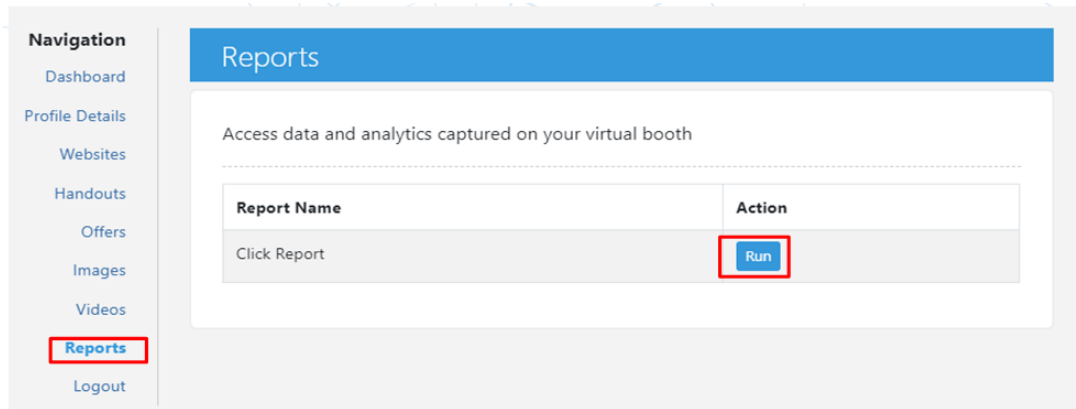 Navigation
Dashboard
Profile Details
Websites
Handouts
Offers
Images
Videos
Reports
Logout
Reports
Access data and analytics captured on your virtual booth
Report Name Action
Click Report Run